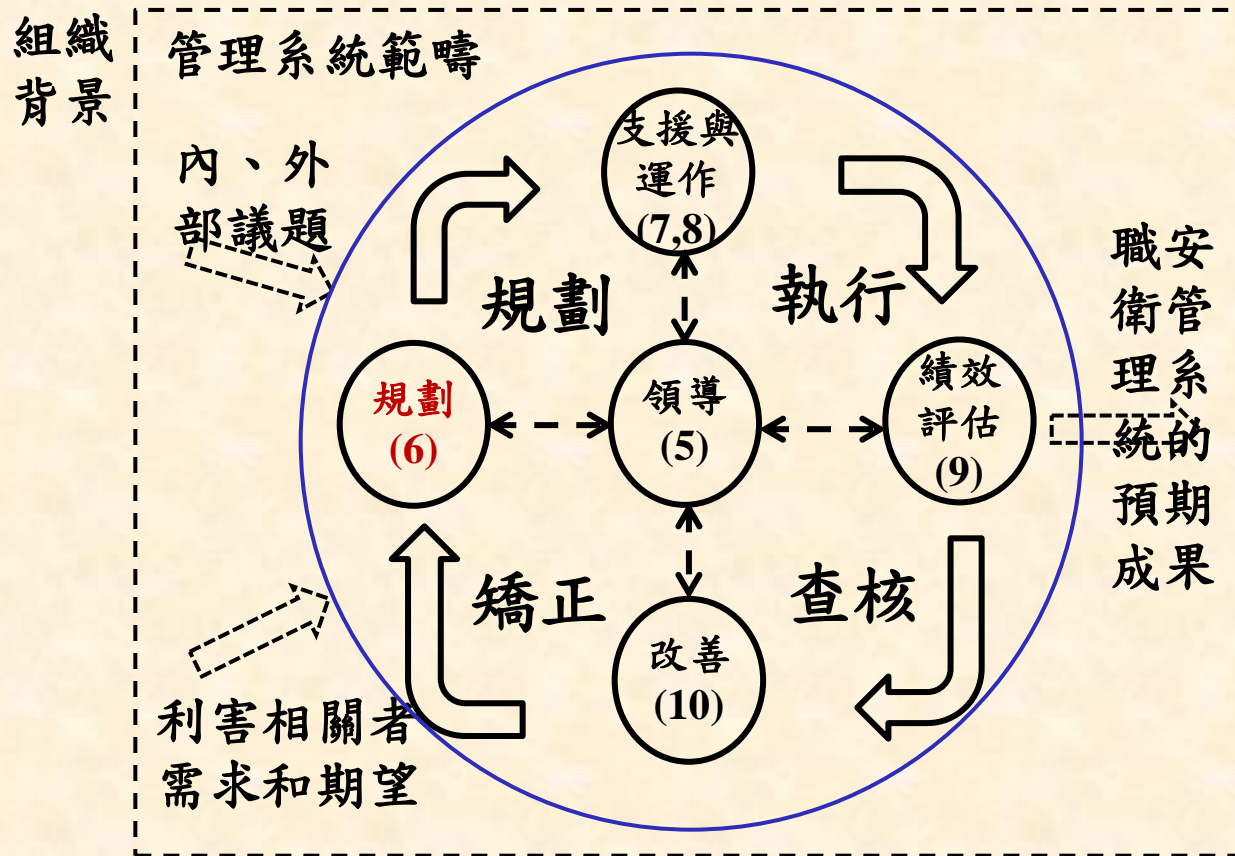 組織
背景
管理系統範疇
內、外
部議題
支援與
運作
(7,8)
規劃
執行
規劃
(6)
領導
(5)
績效
評估
(9)
職安
衛管
理系
統的
預期
成果
矯正
查核
改善
(10)
利害相關者
需求和期望